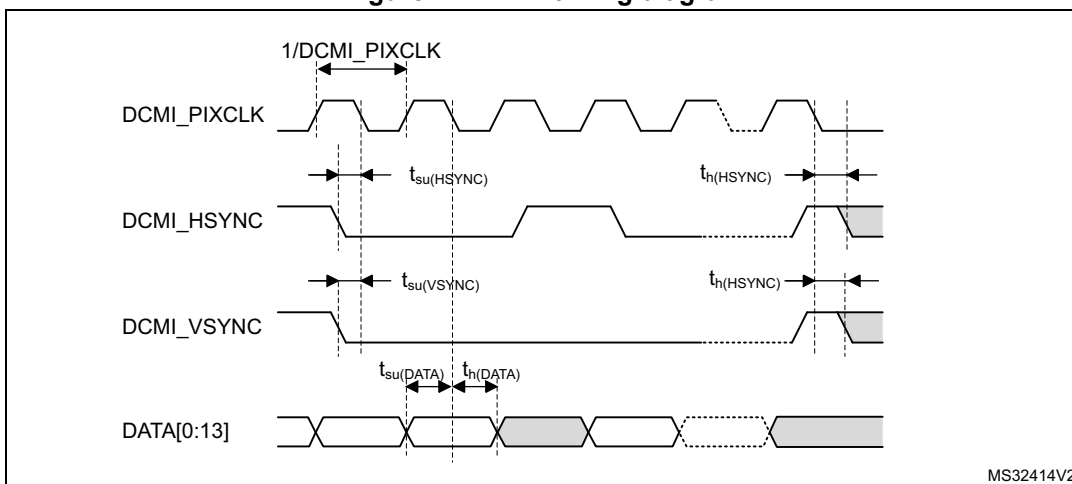 1/DCMI_PIXCLK
DCMI_PIXCLK
tsu(HSYNC) th(HSYNC)
DCMI_HSYNC
tsu(VSYNC) th(HSYNC)
DCMI_VSYNC
tsu(DATA) th(DATA)
DATA[0:13]
MS32414V2